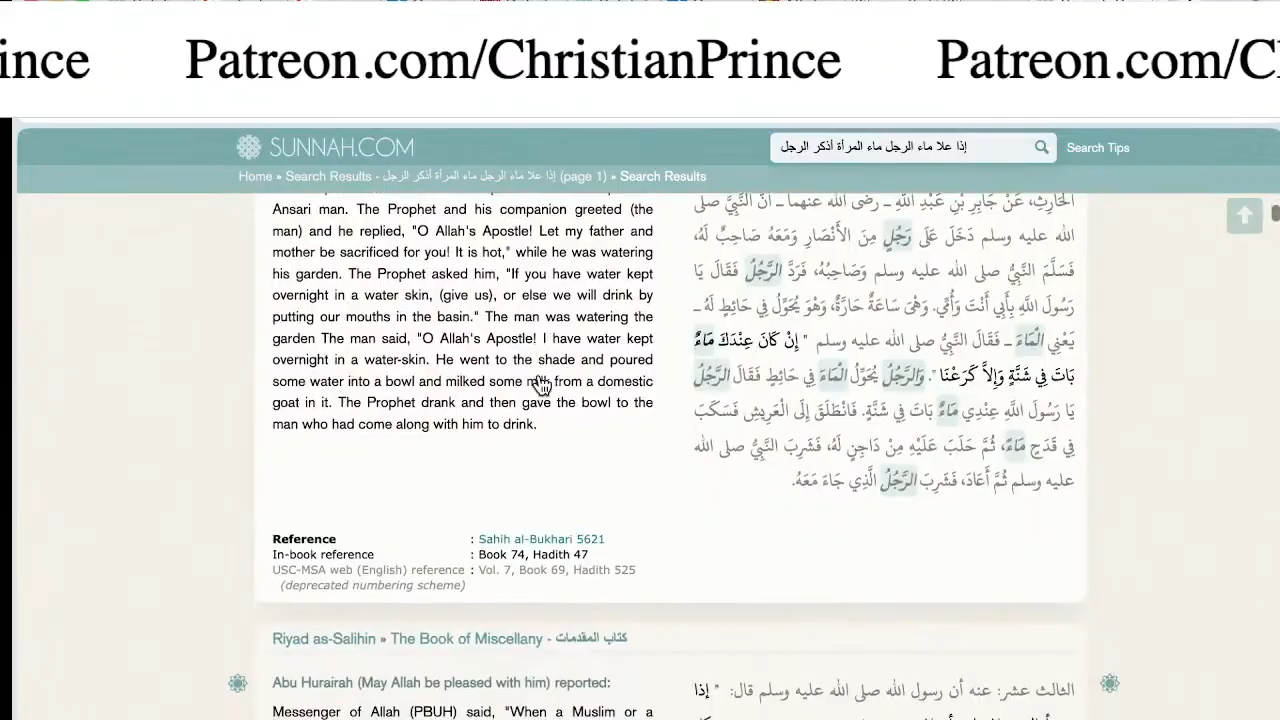 ince Patreon.com/ChristianPrince Patreon.com/C
SUNNAH.COM
إذا علا ماء الرجل ماء المرأة أذكر الرجل
Search Tips
Home » Search Results - إذا علا ماء الرجل ماء المرأة أذكر الرجل (page 1) » Search Results
Ansari man. The Prophet and his companion greeted (the
man) and he replied, "O Allah's Apostle! Let my father and
mother be sacrificed for you! It is hot," while he was watering
his garden. The Prophet asked him, "If you have water kept
overnight in a water skin, (give us), or else we will drink by
putting our mouths in the basin." The man was watering the
garden The man said, "O Allah's Apostle! I have water kept
overnight in a water-skin. He went to the shade and poured
some water into a bowl and milked some milk from a domestic
goat in it. The Prophet drank and then gave the bowl to the
man who had come along with him to drink.
الْحَارِثِ، عَنْ جَابِرِ بْنِ عَبْدِ اللَّهِ ـ رضى الله عنهما ـ أَنَّ النَّبِيَّ صلى
الله عليه وسلم دَخَلَ عَلَى رَجُلٍ مِنَ الأَنْصَارِ وَمَعَهُ صَاحِبٌ لَهُ،
فَسَلَّمَ النَّبِيُّ صلى الله عليه وسلم وَصَاحِبُهُ، فَرَدَّ الرَّجُلُ فَقَالَ يَا
رَسُولَ اللَّهِ بِأَبِي أَنْتَ وَأُمِّي. وَهْىَ سَاعَةٌ حَارَّةٌ، وَهْوَ يُحَوِّلُ فِي حَائِطٍ لَهُ ـ
يَعْنِي الْمَاءَ ـ فَقَالَ النَّبِيُّ صلى الله عليه وسلم " إِنْ كَانَ عِنْدَكَ مَاءٌ
بَاتَ فِي شَنَّةٍ وَإِلاَّ كَرَعْنَا ". وَالرَّجُلُ يُحَوِّلُ الْمَاءَ فِي حَائِطٍ فَقَالَ الرَّجُلُ
يَا رَسُولَ اللَّهِ عِنْدِي مَاءٌ بَاتَ فِي شَنَّةٍ. فَانْطَلَقَ إِلَى الْعَرِيشِ فَسَكَبَ
فِي قَدَحٍ مَاءً، ثُمَّ حَلَبَ عَلَيْهِ مِنْ دَاجِنٍ لَهُ، فَشَرِبَ النَّبِيُّ صلى الله
عليه وسلم ثُمَّ أَعَادَ، فَشَرِبَ الرَّجُلُ الَّذِي جَاءَ مَعَهُ.
Reference : Sahih al-Bukhari 5621
In-book reference : Book 74, Hadith 47
USC-MSA web (English) reference : Vol. 7, Book 69, Hadith 525
(deprecated numbering scheme)
Riyad as-Salihin » The Book of Miscellany - كتاب المقدمات
Abu Hurairah (May Allah be pleased with him) reported:
Messenger of Allah (PBUH) said, "When a Muslim or a
الثالث عشر: عنه أن رسول الله صلى الله عليه وسلم قال: " إذا